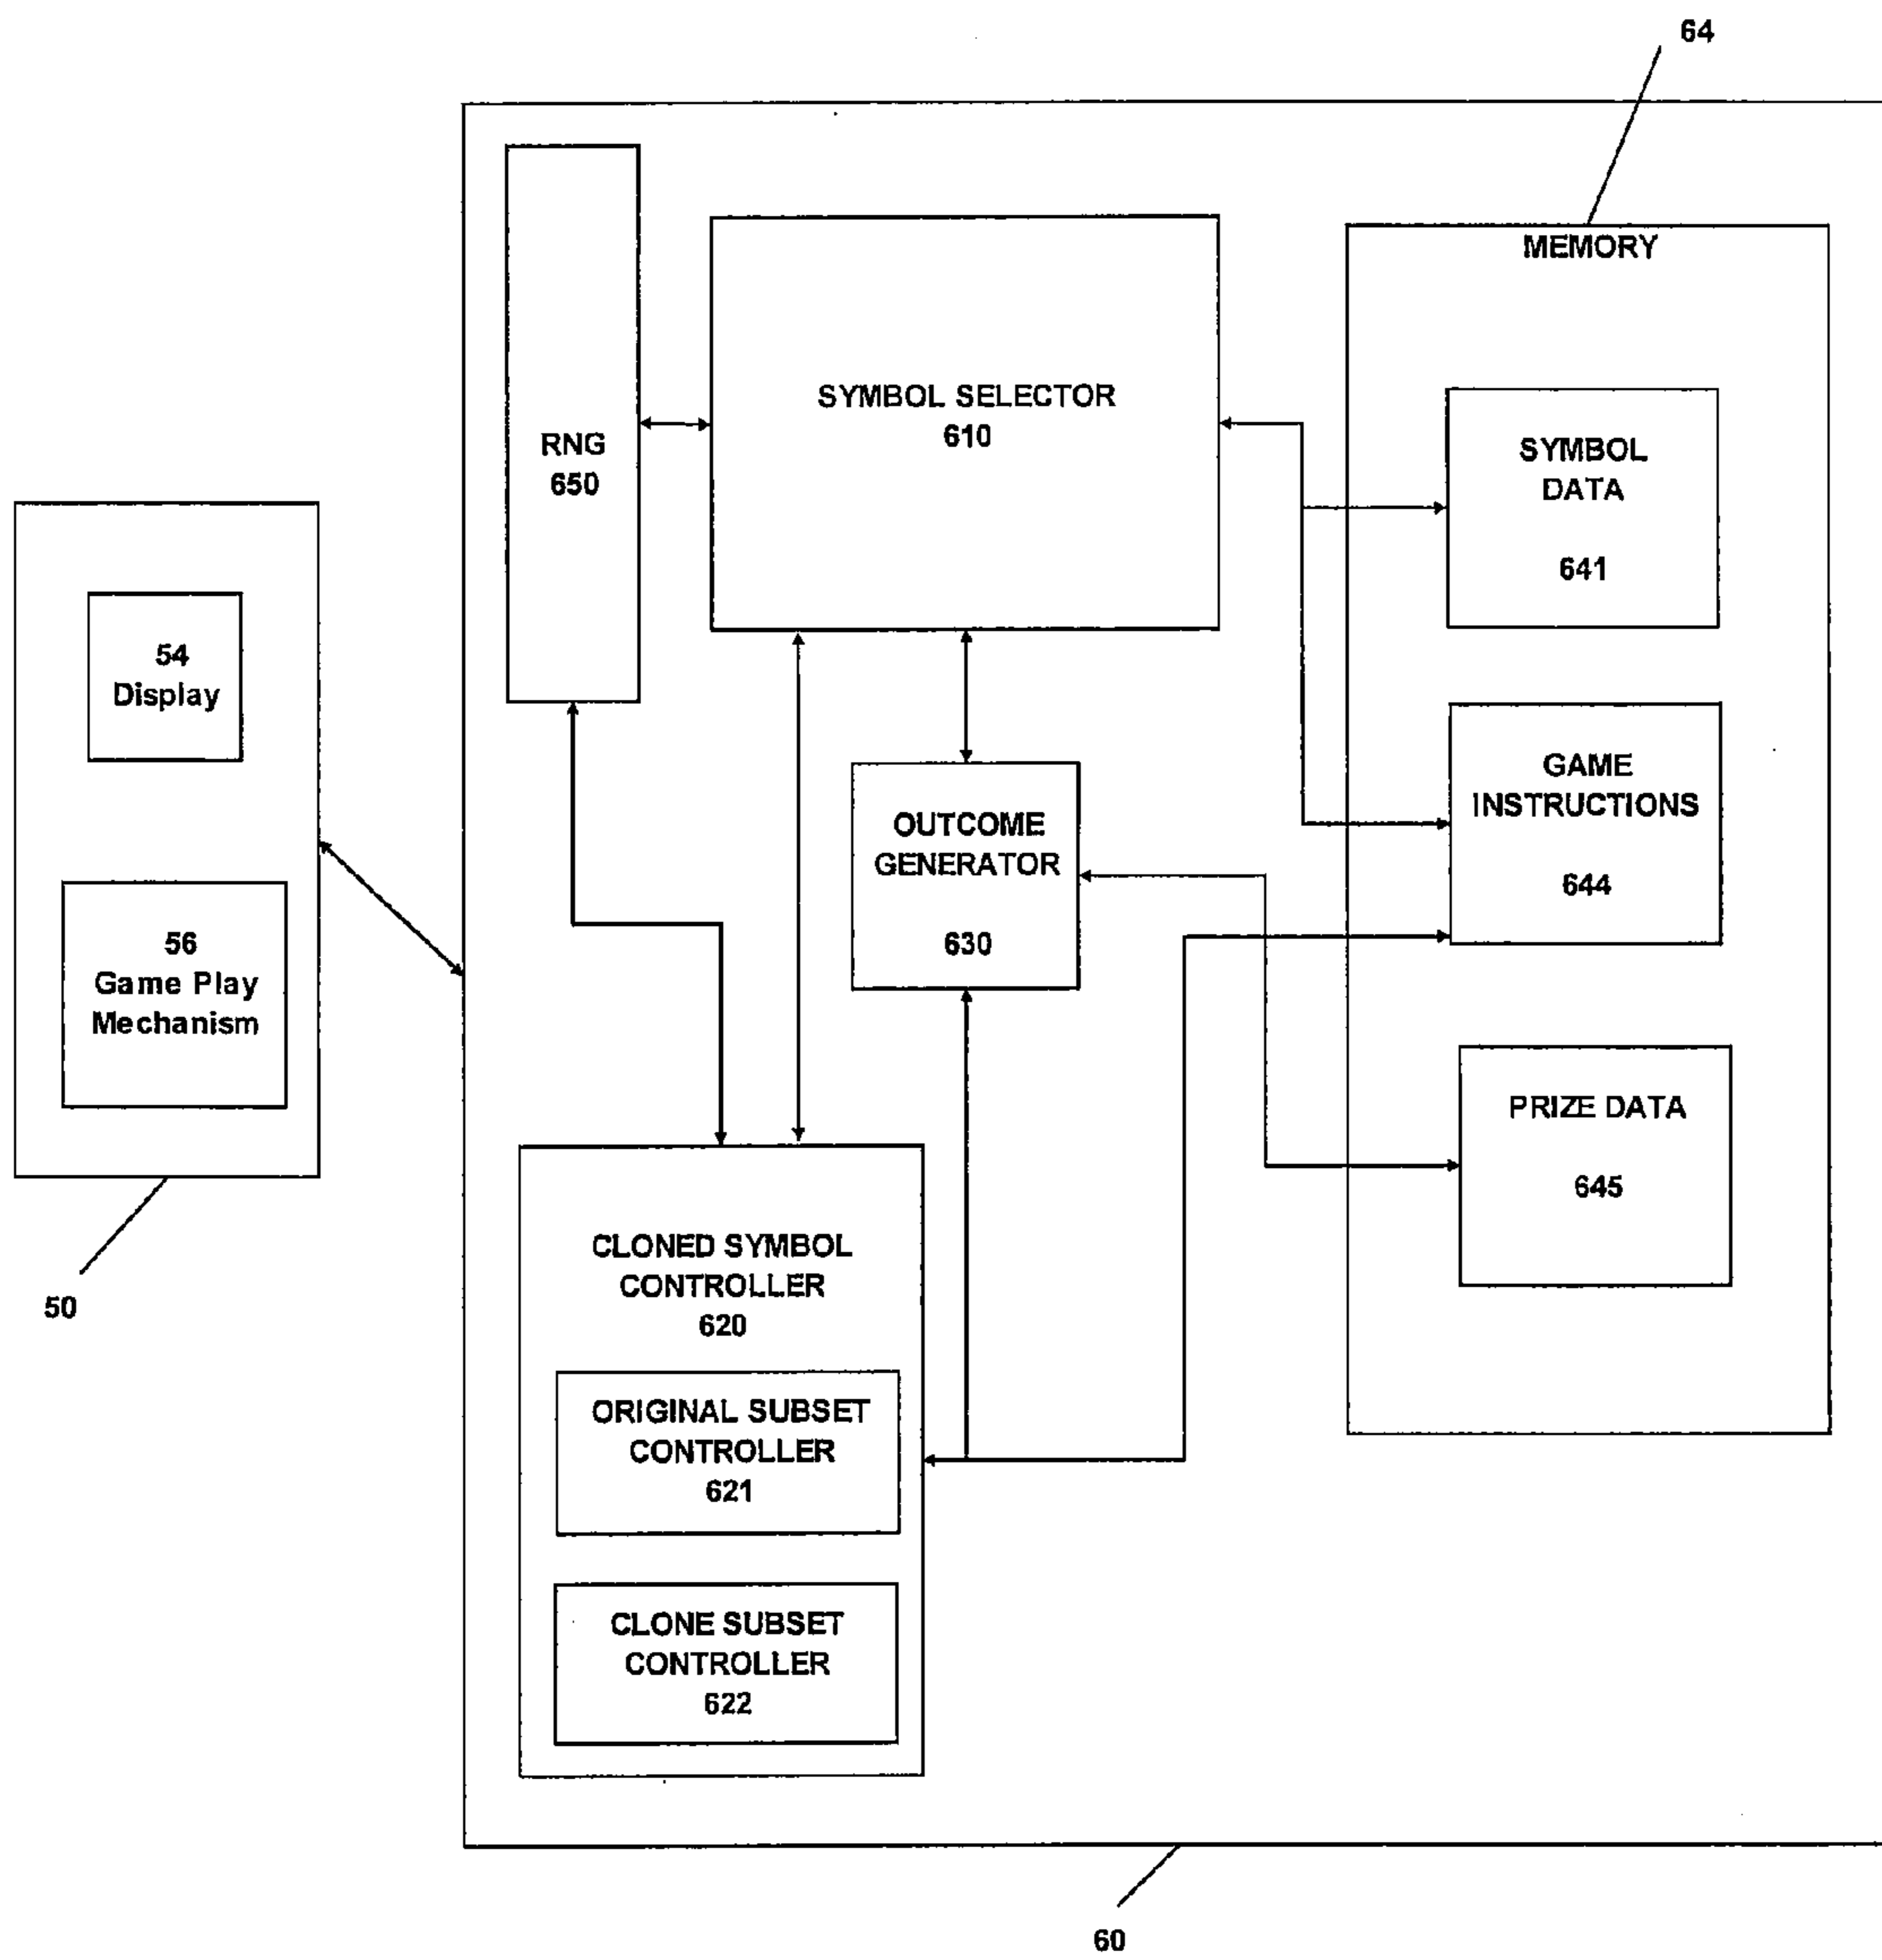 64
MEMORY
RNG
650
SYMBOL SELECTOR
610
SYMBOL
DATA
641
54
Display
56
Game Play
Mechanism
50
OUTCOME
GENERATOR
630
GAME
INSTRUCTIONS
644
PRIZE DATA
645
CLONED SYMBOL
CONTROLLER
620
ORIGINAL SUBSET
CONTROLLER
621
CLONE SUBSET
CONTROLLER
622
60